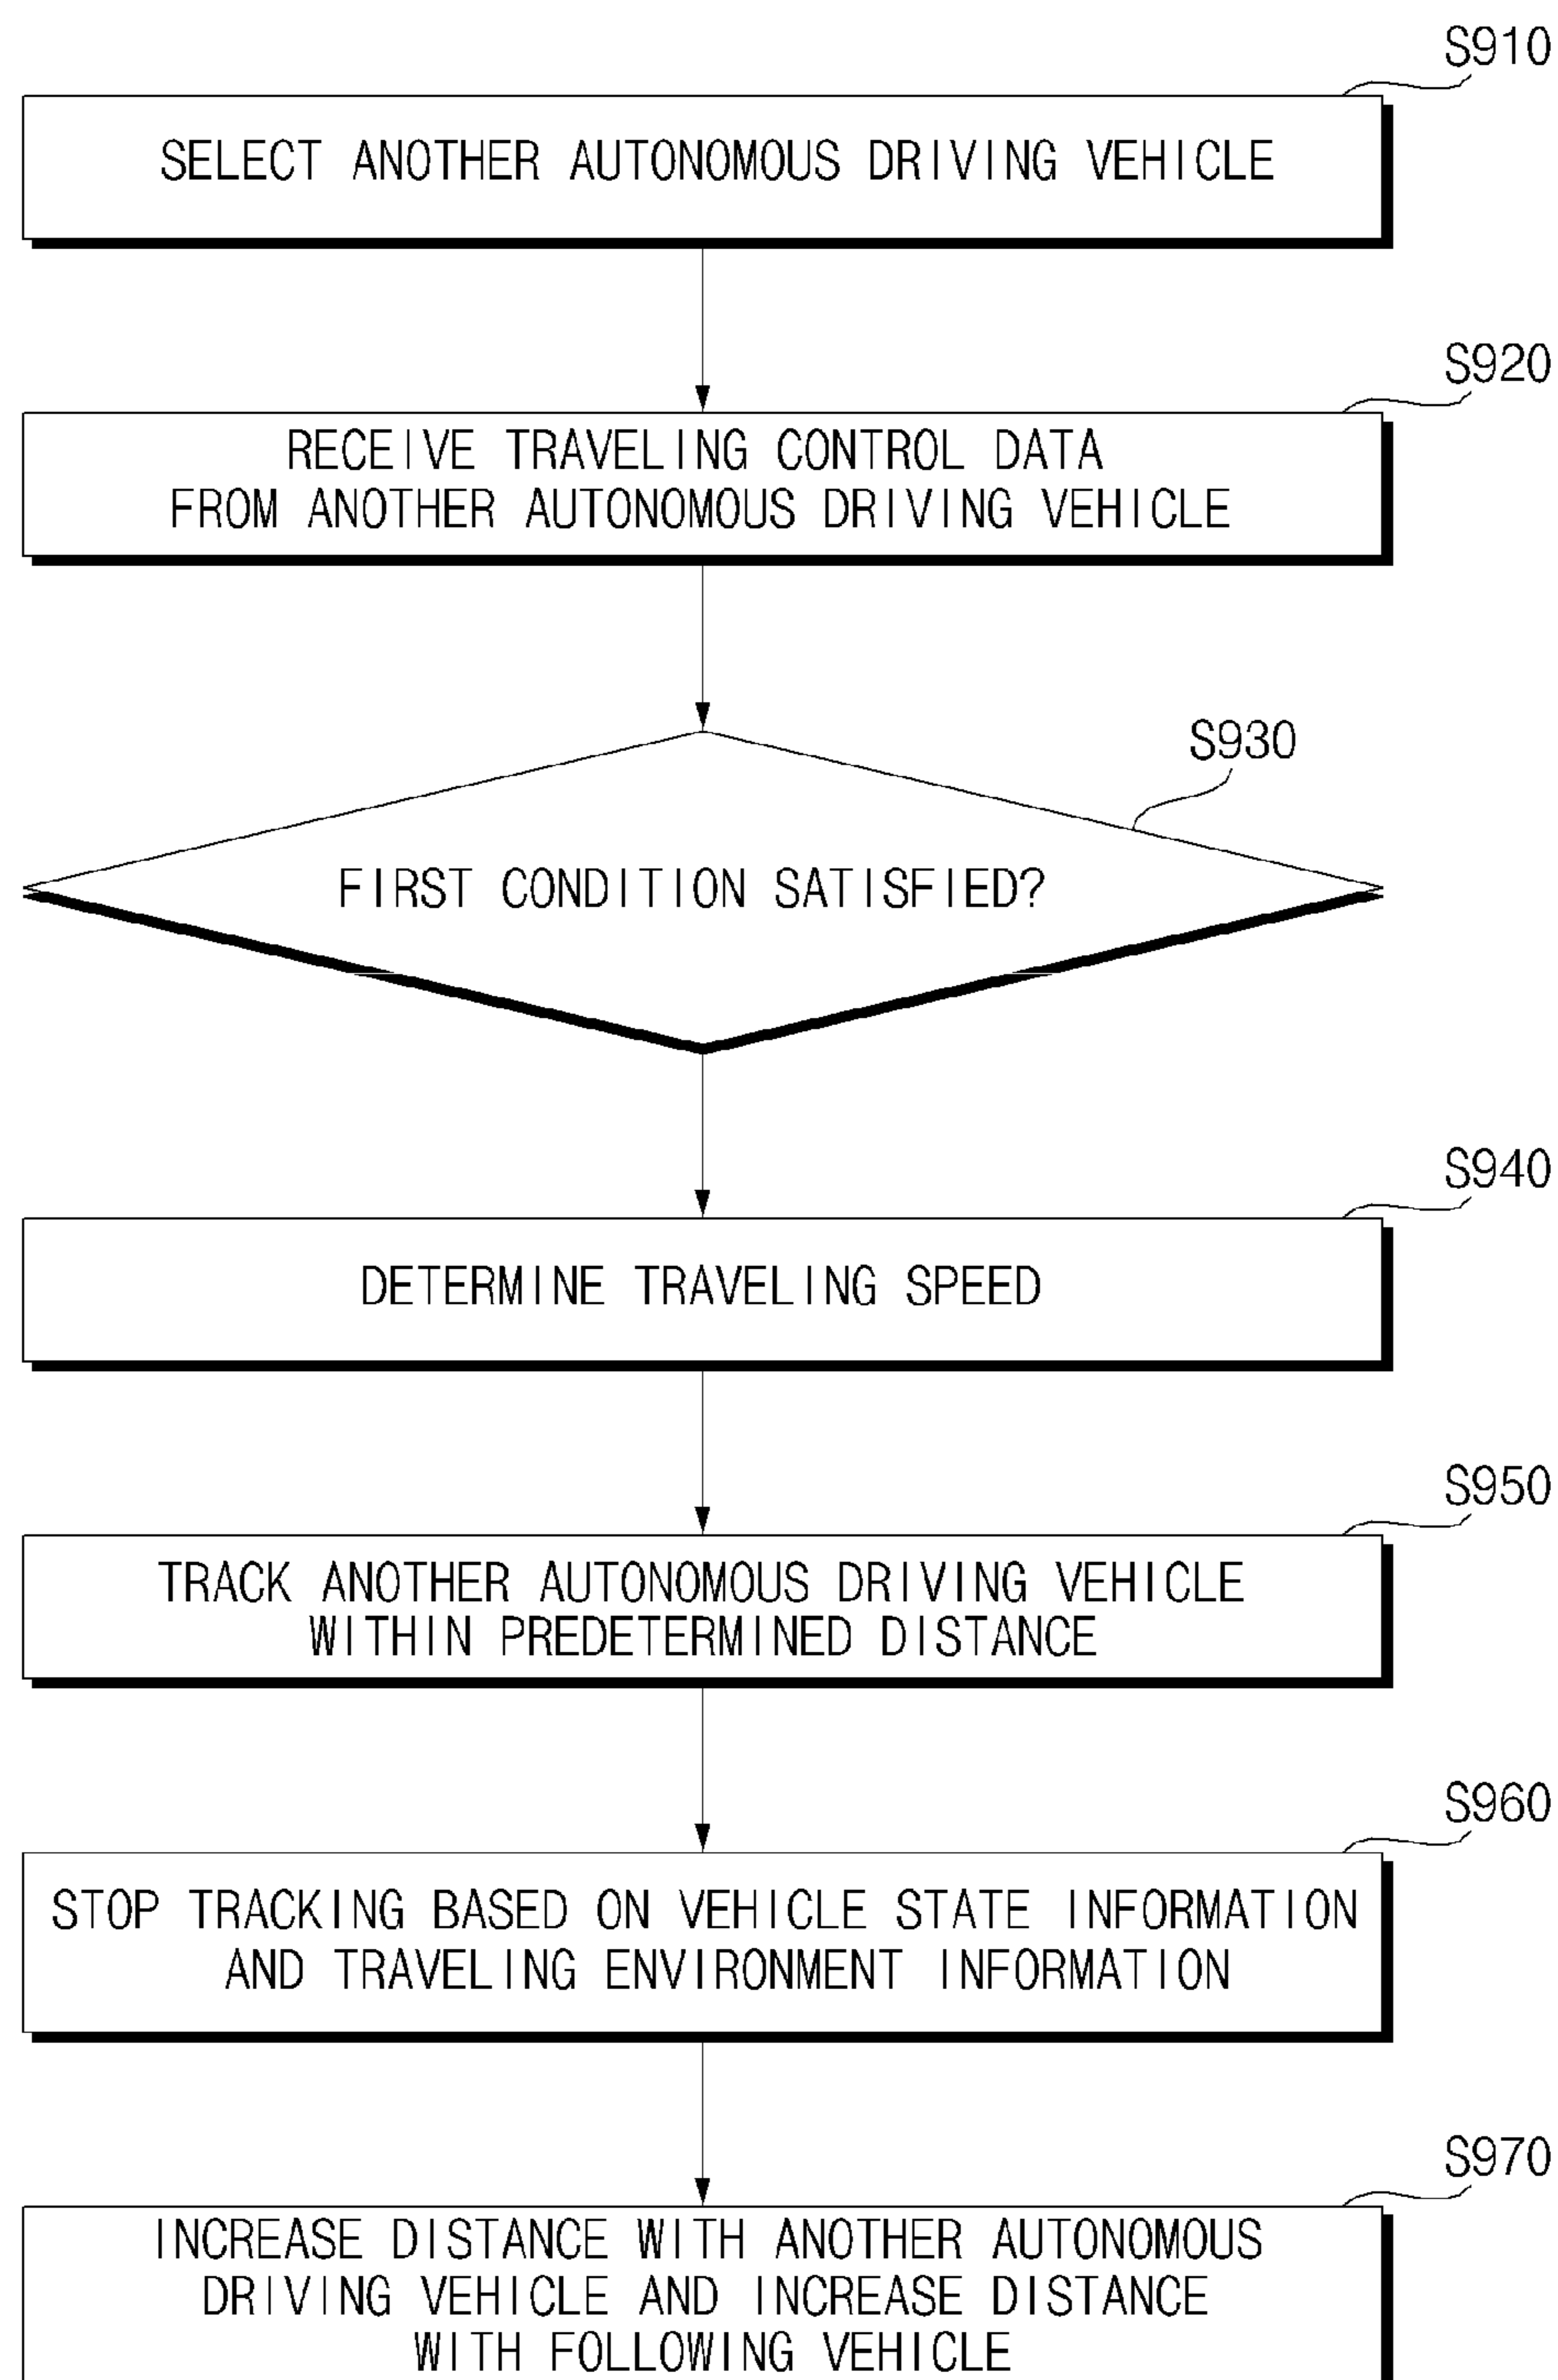 S910
SELECT ANOTHER AUTONOMOUS DRIVING VEHICLE
S920
RECEIVE TRAVELING CONTROL DATA
FROM ANOTHER AUTONOMOUS DRIVING VEHICLE
S930
FIRST CONDITION SATISFIED?
S940
DETERMINE TRAVELING SPEED
S950
TRACK ANOTHER AUTONOMOUS DRIVING VEHICLE
WITHIN PREDETERMINED DISTANCE
S960
STOP TRACKING BASED ON VEHICLE STATE INFORMATION
AND TRAVELING ENVIRONMENT INFORMATION
S970
INCREASE DISTANCE WITH ANOTHER AUTONOMOUS
DRIVING VEHICLE AND INCREASE DISTANCE
WITH FOLLOWING VEHICLE